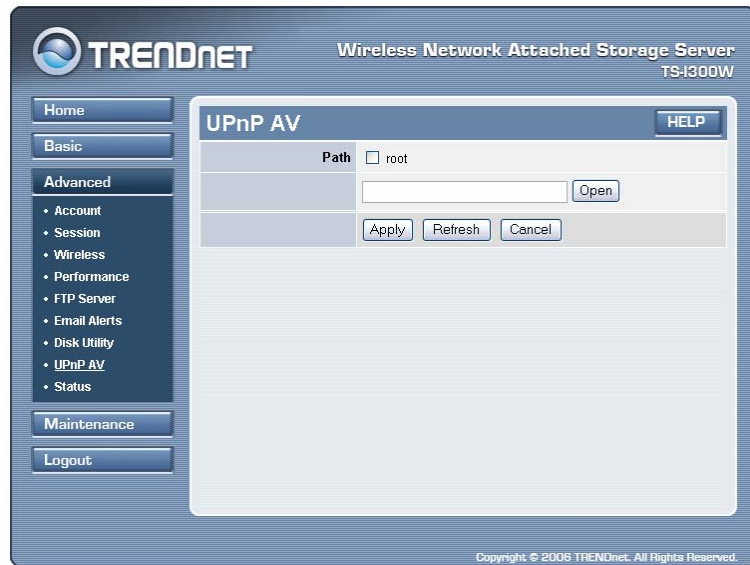 TRENDNET
Wireless Network Attached Storage Server
TS-I300W
Home
Basic
Advanced
• Account
• Session
• Wireless
• Performance
• FTP Server
• Email Alerts
• Disk Utility
• UPnP AV
• Status
Maintenance
Logout
UPnP AV
HELP
Path root
Open
Apply Refresh Cancel
Copyright © 2006 TRENDnet. All Rights Reserved.